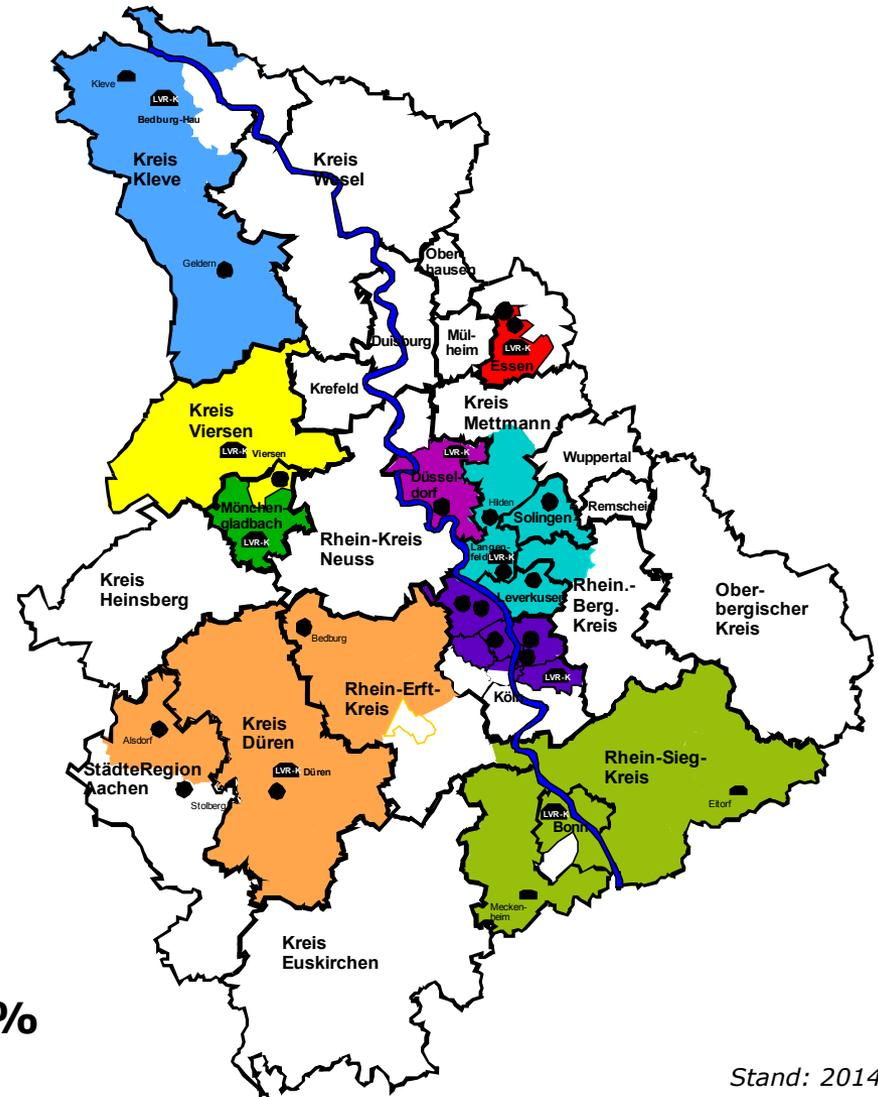 Kleve
LVR-K
Bedburg-Hau
Kreis
Kleve
Kreis
Wesel
Geldern
Ober-
hausen
Duisburg
Mül-
heim
LVR-K
Essen
Krefeld
Kreis
Viersen
LVR-K Viersen
Kreis
Mettmann
LVR-K
Düssel-
dorf
Wuppertal
Hilden
Solingen
Remscheid
Mönchen-
gladbach
LVR-K
Rhein-Kreis
Neuss
Langen-
feld LVR-K
Leverkusen
Rhein.-
Berg.
Kreis
Ober-
bergischer
Kreis
Kreis
Heinsberg
Bedburg
Rhein-Erft-
Kreis
LVR-K
Köln
Kreis
Düren
Alsdorf
StädteRegion
Aachen
LVR-K Düren
Stolberg
Rhein-Sieg-
Kreis
Eitorf
LVR-K
Bonn
Mecken-
heim
Kreis
Euskirchen
%
Stand: 2014